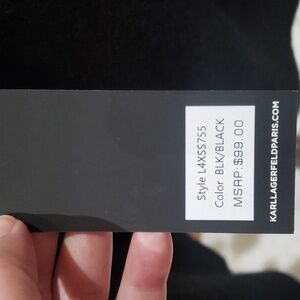 Style L4XSS755
Color BLK/BLACK
MSRP:$99.00
KARLLAGERFELDPARIS.COM